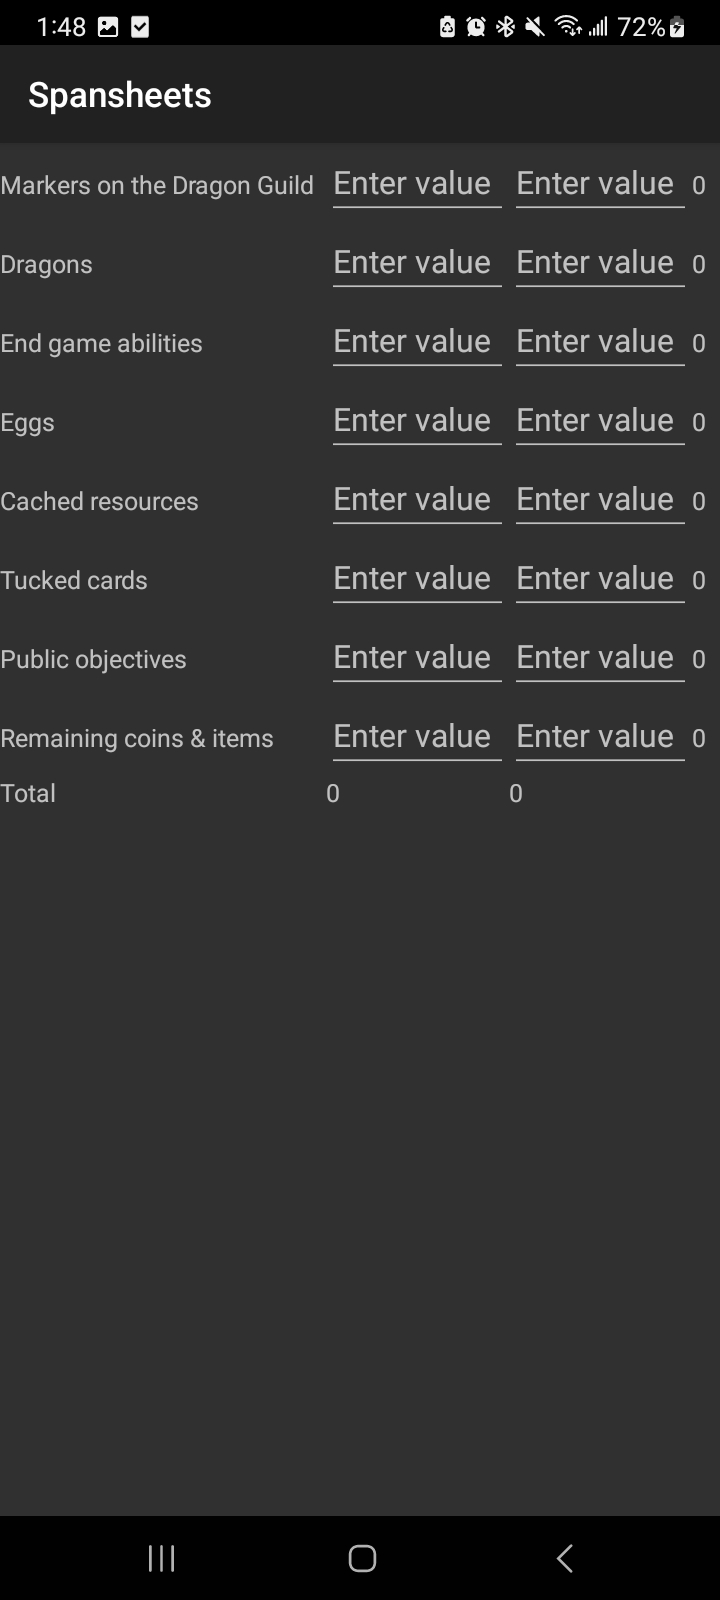 1:48 72%
Spansheets
Markers on the Dragon Guild Enter value Enter value 0
Dragons Enter value Enter value 0
End game abilities Enter value Enter value 0
Eggs Enter value Enter value 0
Cached resources Enter value Enter value 0
Tucked cards Enter value Enter value 0
Public objectives Enter value Enter value 0
Remaining coins & items Enter value Enter value 0
Total 0 0